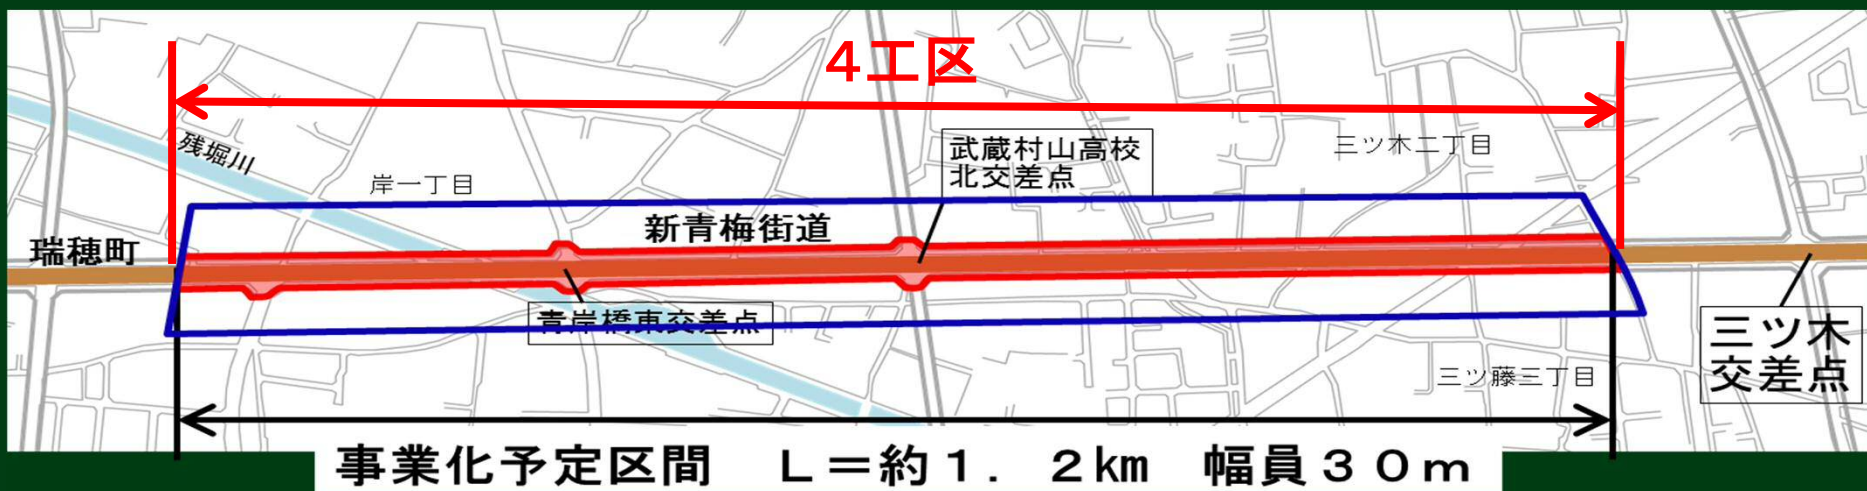 4工区
残堀川
武蔵村山高校
北交差点
三ツ木二丁目
岸一丁目
新青梅街道
瑞穂町
青岸橋東交差点
三ツ木
交差点
三ツ藤三丁目
事業化予定区間　L＝約1．2km　幅員30m